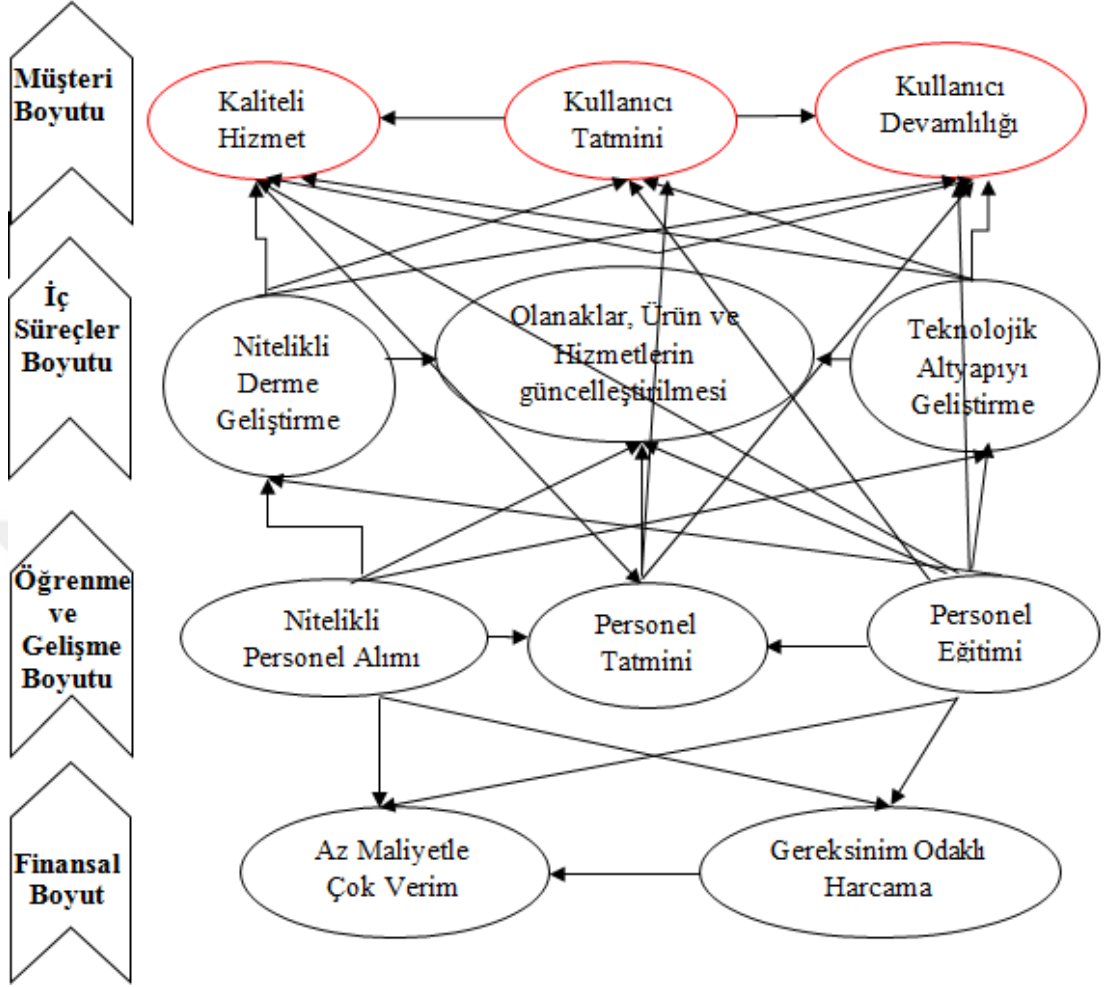 Müşteri
Boyutu
Kaliteli
Hizmet
Kullanıcı
Tatmini
Kullanıcı
Devamlılığı
İç
Süreçler
Boyutu
Nitelikli
Derme
Geliştirme
Olanaklar, Ürün ve
Hizmetlerin
güncelleştirilmesi
Teknolojik
Altyapıyı
Geliştirme
Öğrenme
ve
Gelişme
Boyutu
Nitelikli
Personel Alımı
Personel
Tatmini
Personel
Eğitimi
Finansal
Boyut
Az Maliyetle
Çok Verim
Gereksinim Odaklı
Harcama